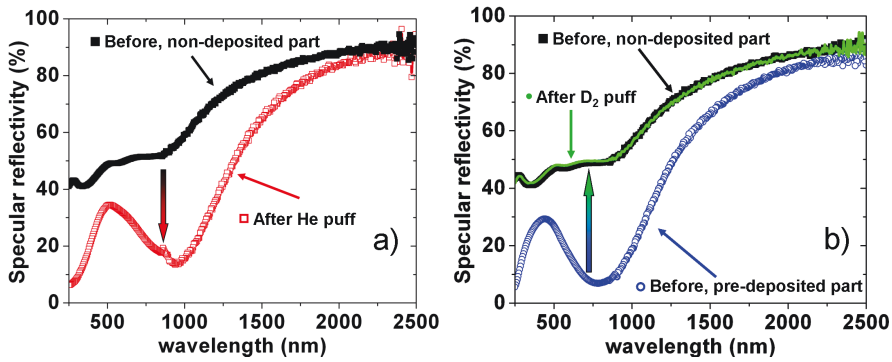 Specular reflectivity (%)
100
80
60
40
20
0
Before, non-deposited part
After He puff
a)
500
1000
1500
2000
2500
wavelength (nm)
Specular reflectivity (%)
100
80
60
40
20
0
Before, non-deposited part
After D₂ puff
b)
Before, pre-deposited part
500
1000
1500
2000
2500
wavelength (nm)